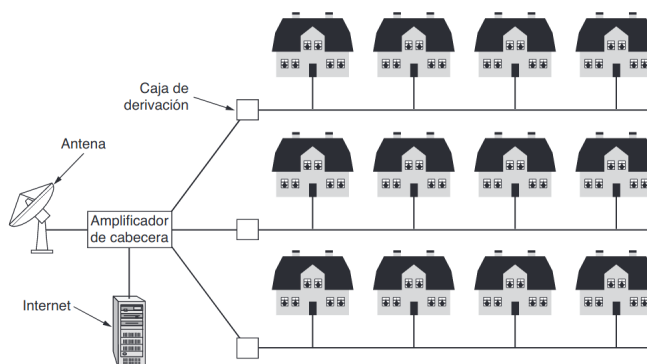 Caja de
derivación
Antena
Amplificador
de cabecera
Internet